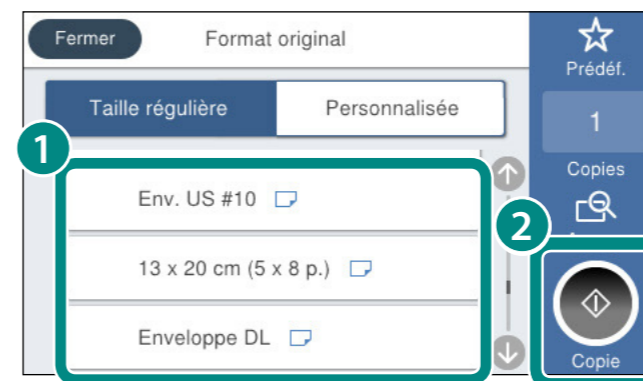 Fermer
Format original
Prédéf.
Taille régulière
Personnalisée
1
Copies
1
Env. US #10
2
13 x 20 cm (5 x 8 p.)
Enveloppe DL
Copie